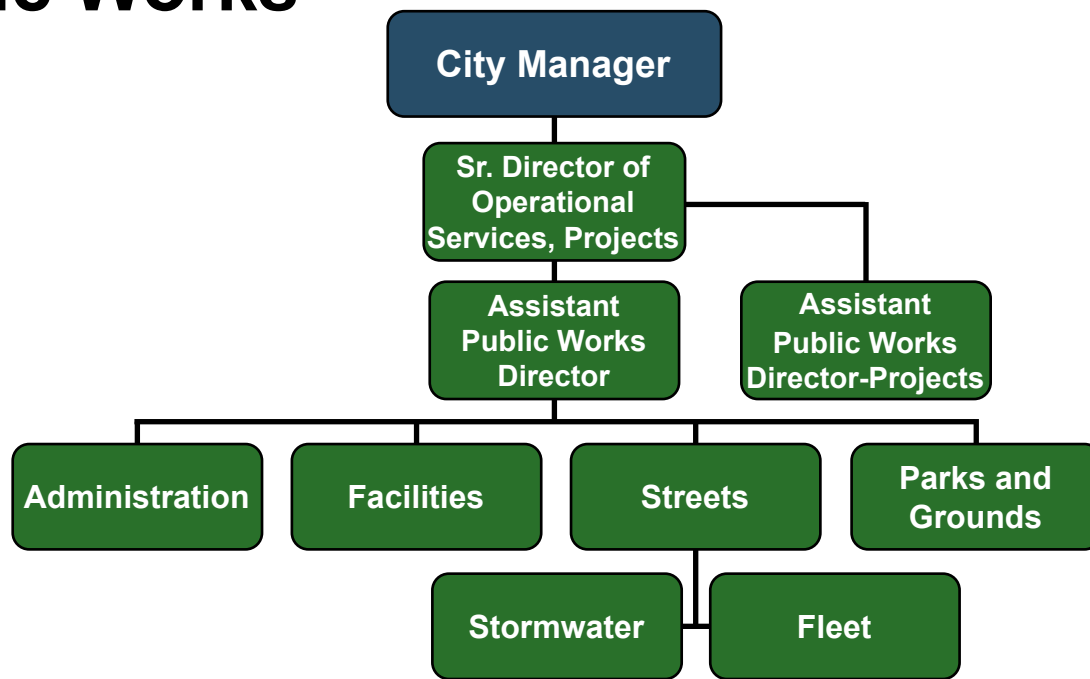 Works
City Manager
Sr. Director of
Operational
Services, Projects
Assistant
Public Works
Director
Assistant
Public Works
Director-Projects
Administration
Facilities
Streets
Parks and
Grounds
Stormwater
Fleet